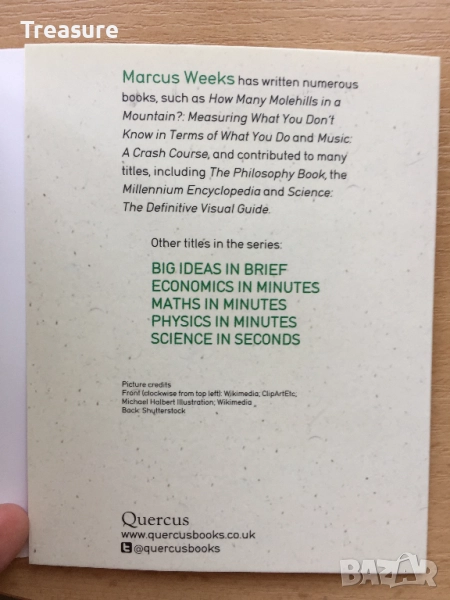 Treasure
Marcus Weeks has written numerous
books, such as How Many Molehills in a
Mountain?: Measuring What You Don't
Know in Terms of What You Do and Music:
A Crash Course, and contributed to many
titles, including The Philosophy Book, the
Millennium Encyclopedia and Science:
The Definitive Visual Guide.
Other titles in the series:
BIG IDEAS IN BRIEF
ECONOMICS IN MINUTES
MATHS IN MINUTES
PHYSICS IN MINUTES
SCIENCE IN SECONDS
Picture credits
Front (clockwise from top left): Wikimedia; ClipArtEtc;
Michael Halbert Illustration; Wikimedia
Back: Shutterstock
Quercus
www.quercusbooks.co.uk
@quercusbooks
BAZAR.BG